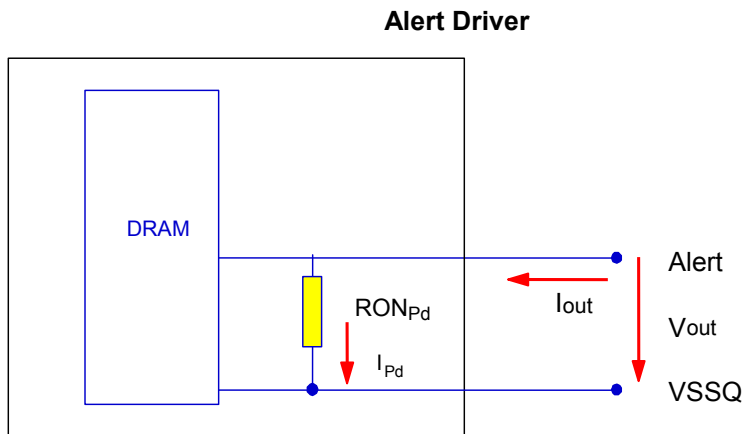 Alert Driver
DRAM
Alert
Iout
RONPd
Vout
IPd
VSSQ